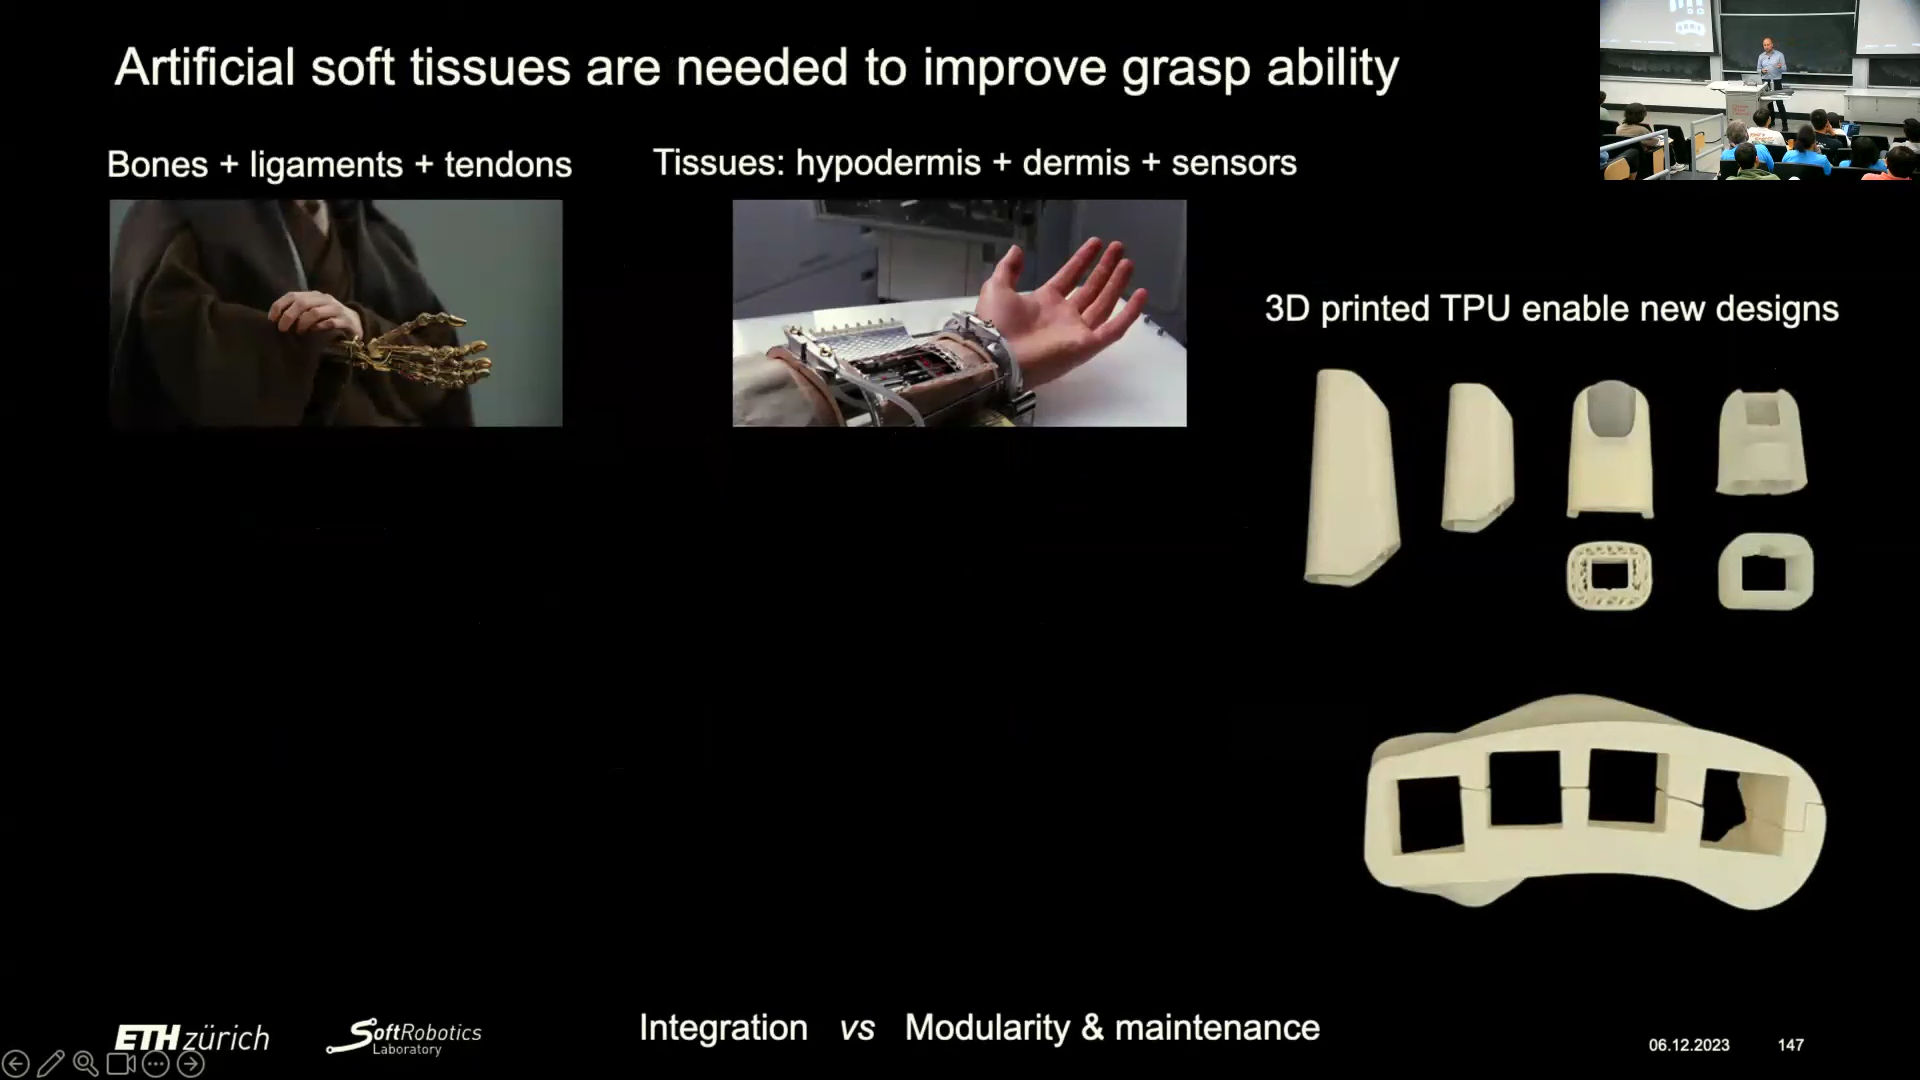 Artificial soft tissues are needed to improve grasp ability
Bones + ligaments + tendons
Tissues: hypodermis + dermis + sensors
3D printed TPU enable new designs
ETH zürich
SoftRobotics
Laboratory
Integration vs Modularity & maintenance
06.12.2023
147